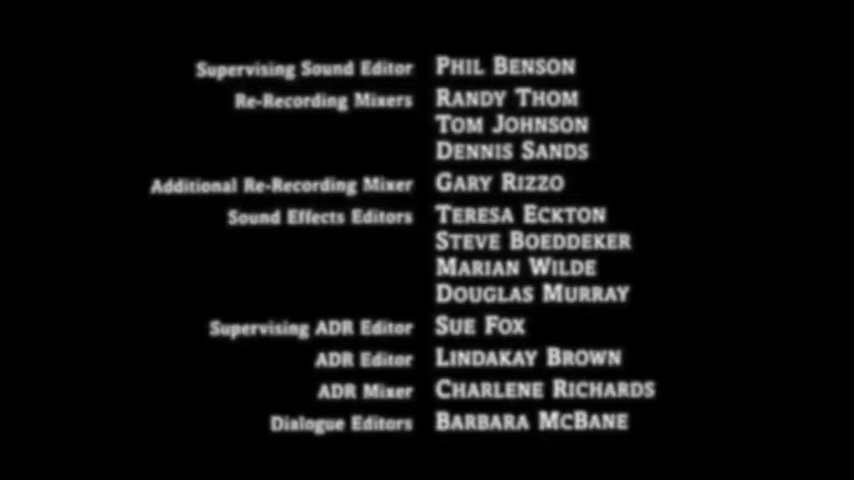 Supervising Sound Editor PHIL BENSON
Re-Recording Mixers RANDY THOM
TOM JOHNSON
DENNIS SANDS
Additional Re-Recording Mixer GARY RIZZO
Sound Effects Editors TERESA ECKTON
STEVE BOEDDEKER
MARIAN WILDE
DOUGLAS MURRAY
Supervising ADR Editor SUE FOX
ADR Editor LINDAKAY BROWN
ADR Mixer CHARLENE RICHARDS
Dialogue Editors BARBARA MCBANE